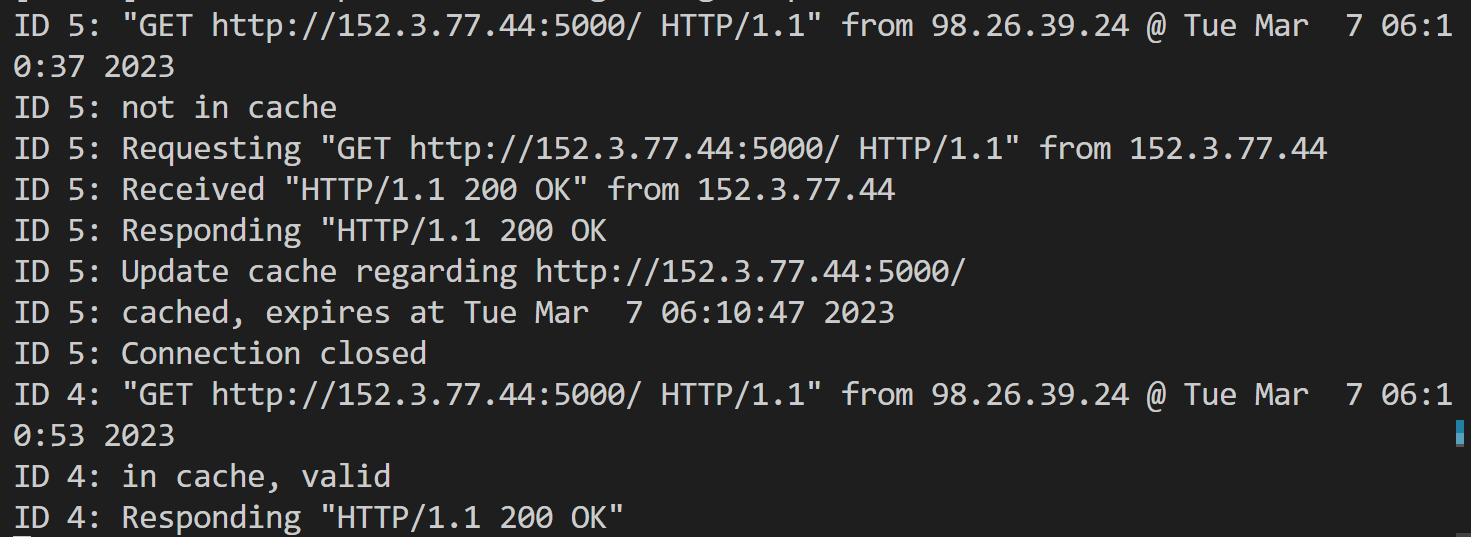 ID 5: "GET http://152.3.77.44:5000/ HTTP/1.1" from 98.26.39.24 @ Tue Mar  7 06:1
0:37 2023
ID 5: not in cache
ID 5: Requesting "GET http://152.3.77.44:5000/ HTTP/1.1" from 152.3.77.44
ID 5: Received "HTTP/1.1 200 OK" from 152.3.77.44
ID 5: Responding "HTTP/1.1 200 OK
ID 5: Update cache regarding http://152.3.77.44:5000/
ID 5: cached, expires at Tue Mar  7 06:10:47 2023
ID 5: Connection closed
ID 4: "GET http://152.3.77.44:5000/ HTTP/1.1" from 98.26.39.24 @ Tue Mar  7 06:1
0:53 2023
ID 4: in cache, valid
ID 4: Responding "HTTP/1.1 200 OK"